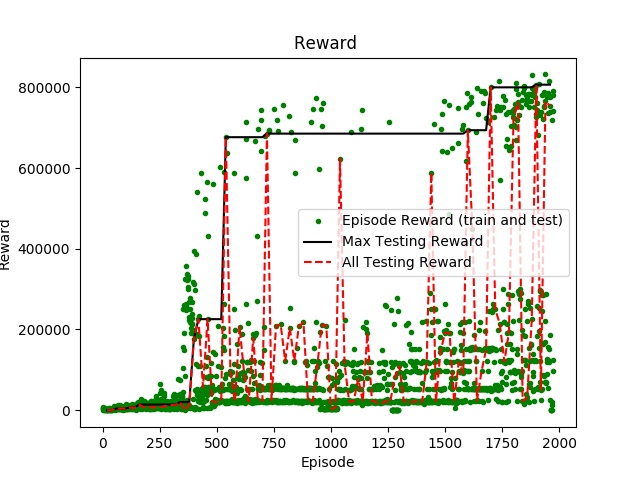 Reward
800000
600000
400000
200000
0
Reward
Episode Reward (train and test)
Max Testing Reward
All Testing Reward
0
250
500
750
1000
1250
1500
1750
2000
Episode